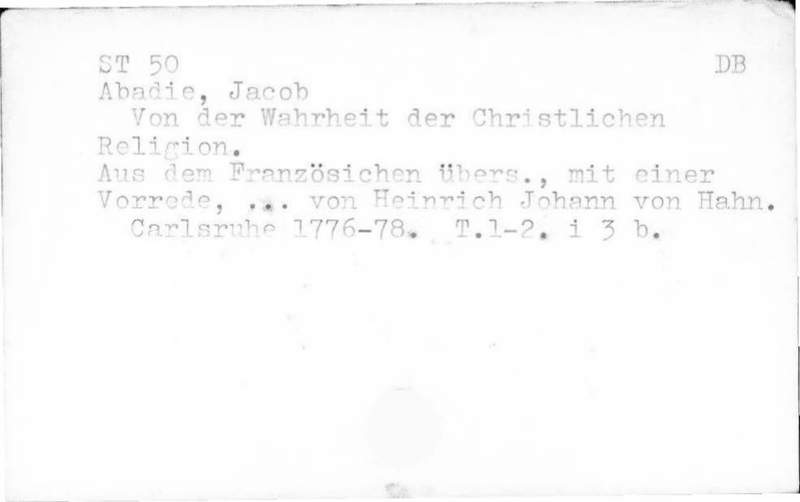 ST 50 DB
Abadie, Jacob
Von der Wahrheit der Christlichen
Religion.
Aus dem Französichen Übers., mit einer
Vorrede, ... von Heinrich Johann von Hahn.
Carlsruhe 1776-78. T.1-2. i 3 b.